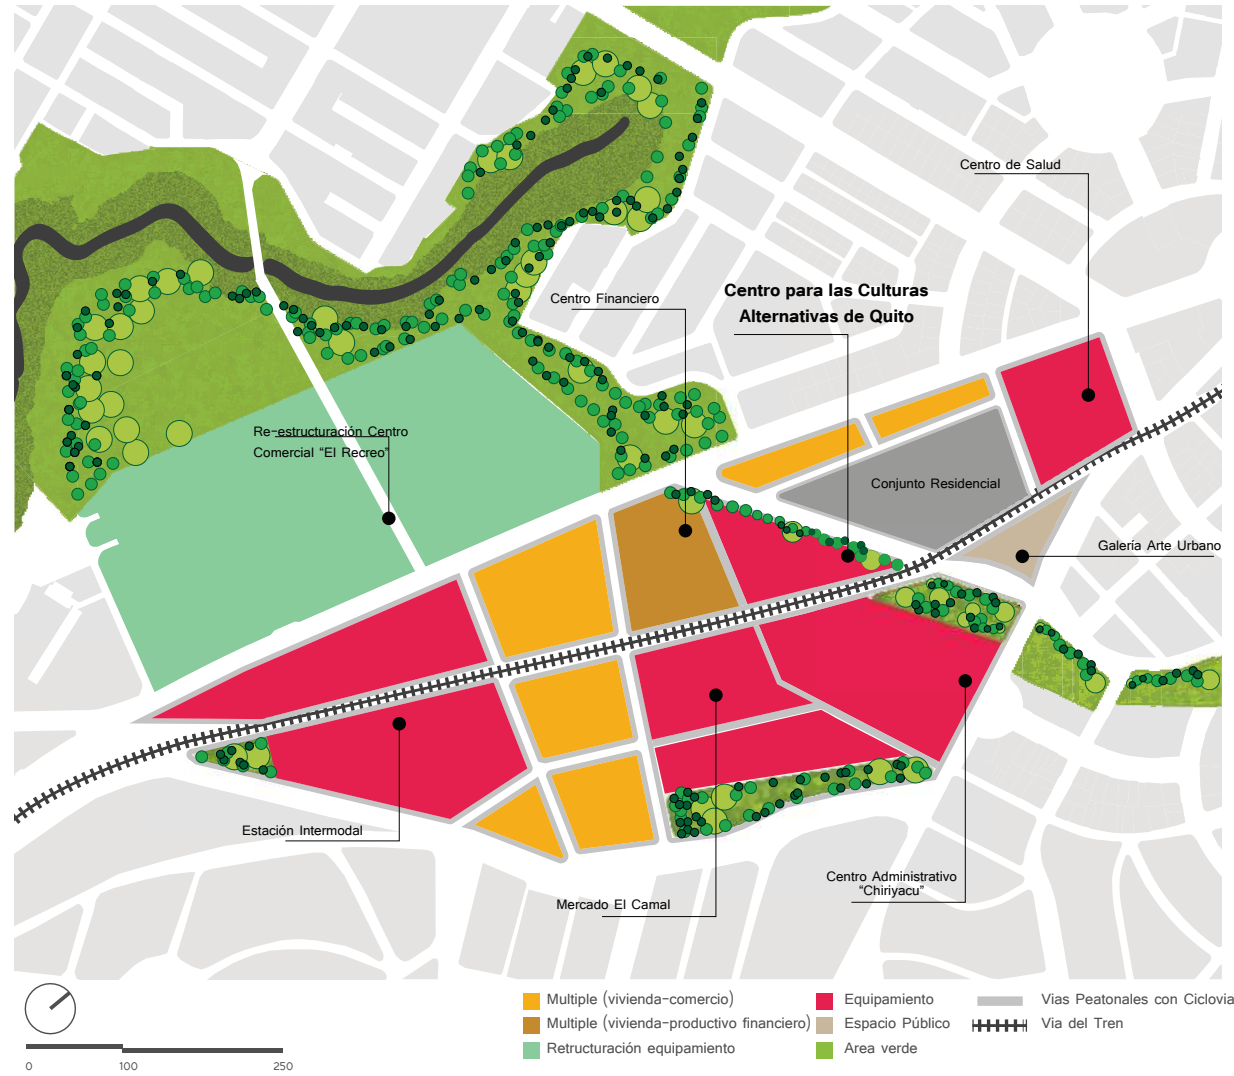 Centro de Salud
Centro para las Culturas
Alternativas de Quito
Centro Financiero
Re-estructuración Centro
Comercial "El Recreo"
Conjunto Residencial
Galería Arte Urbano
Estación Intermodal
Centro Administrativo
"Chiriyacu"
Mercado El Camal
0 100 250
Multiple (vivienda-comercio)
Multiple (vivienda-productivo financiero)
Retructuración equipamiento
Equipamiento
Espacio Público
Area verde
Vias Peatonales con Ciclovia
Via del Tren